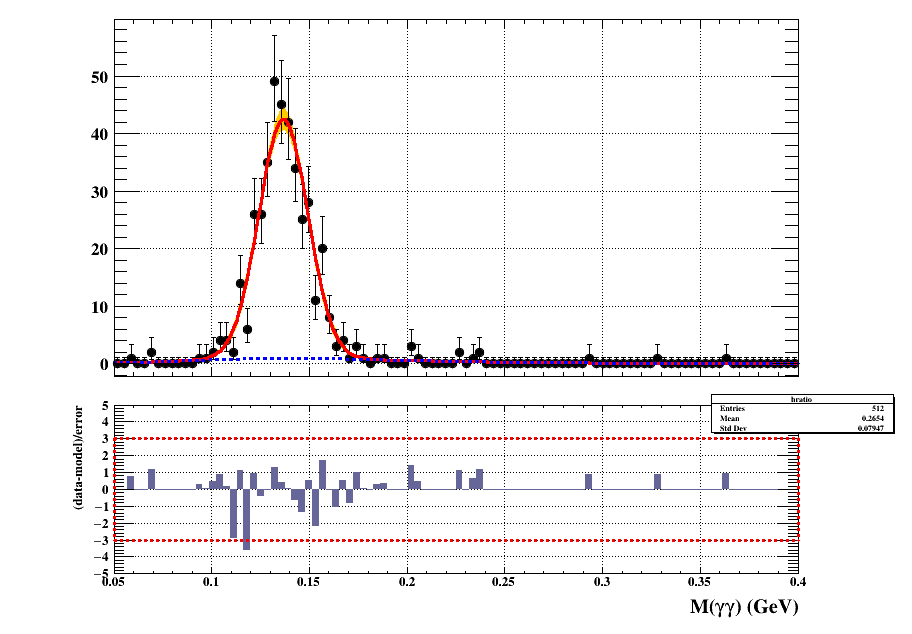 50
40
30
20
10
0
hratio
Entries 512
Mean 0.2654
Std Dev 0.07947
(data-model)/error
5
4
3
2
1
0
−1
−2
−3
−4
−5
0.05 0.1 0.15 0.2 0.25 0.3 0.35 0.4
M(γγ) (GeV)